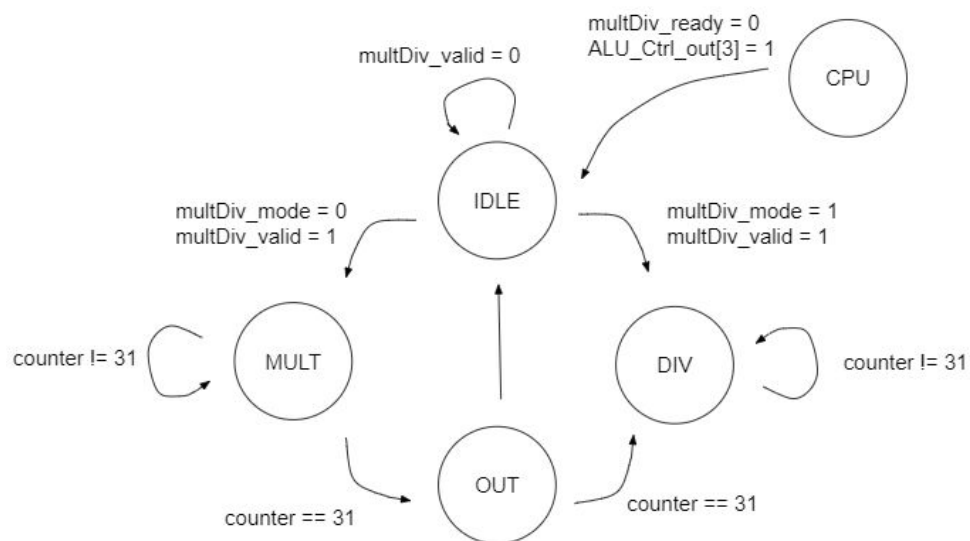 multDiv_ready = 0
ALU_Ctrl_out[3] = 1
CPU
multDiv_valid = 0
IDLE
multDiv_mode = 0
multDiv_valid = 1
multDiv_mode = 1
multDiv_valid = 1
counter != 31
MULT
DIV
counter != 31
OUT
counter == 31
counter == 31